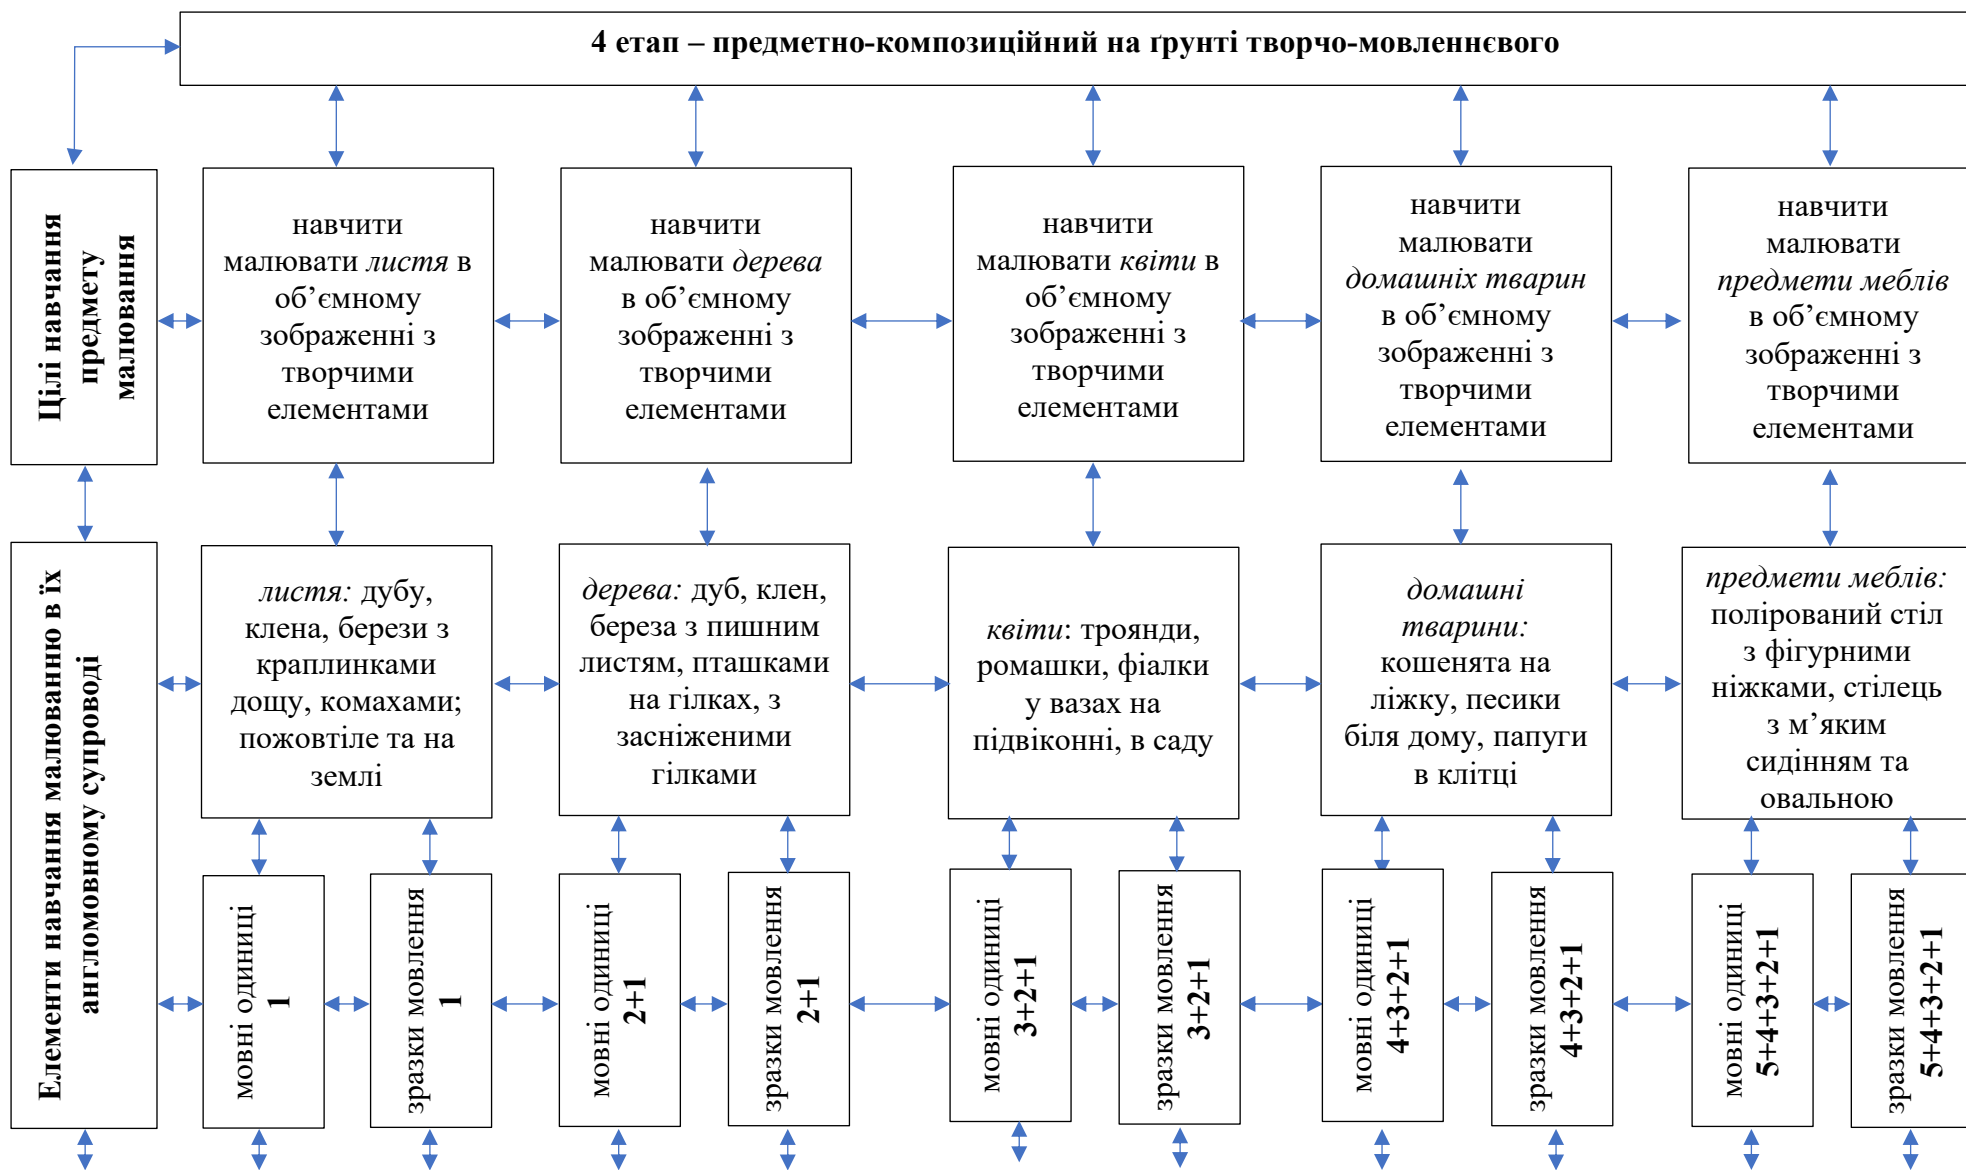 4 етап – предметно-композиційний на ґрунті творчо-мовленнєвого
Цілі навчання
предмету
малювання
навчити
малювати листя в
об’ємному
зображенні з
творчими
елементами
навчити
малювати дерева
в об’ємному
зображенні з
творчими
елементами
навчити
малювати квіти в
об’ємному
зображенні з
творчими
елементами
навчити
малювати
домашніх тварин
в об’ємному
зображенні з
творчими
елементами
навчити
малювати
предмети меблів
в об’ємному
зображенні з
творчими
елементами
Елементи навчання малюванню в їх
англомовному супроводі
листя: дубу,
клена, берези з
краплинками
дощу, комахами;
пожовтіле та на
землі
дерева: дуб, клен,
береза з пишним
листям, пташками
на гілках, з
засніженими
гілками
квіти: троянди,
ромашки, фіалки
у вазах на
підвіконні, в саду
домашні
тварини:
кошенята на
ліжку, песики
біля дому, папуги
в клітці
предмети меблів:
полірований стіл
з фігурними
ніжками, стілець
з м’яким
сидінням та
овальною
мовні одиниці
1
зразки мовлення
1
мовні одиниці
2+1
зразки мовлення
2+1
мовні одиниці
3+2+1
зразки мовлення
3+2+1
мовні одиниці
4+3+2+1
зразки мовлення
4+3+2+1
мовні одиниці
5+4+3+2+1
зразки мовлення
5+4+3+2+1